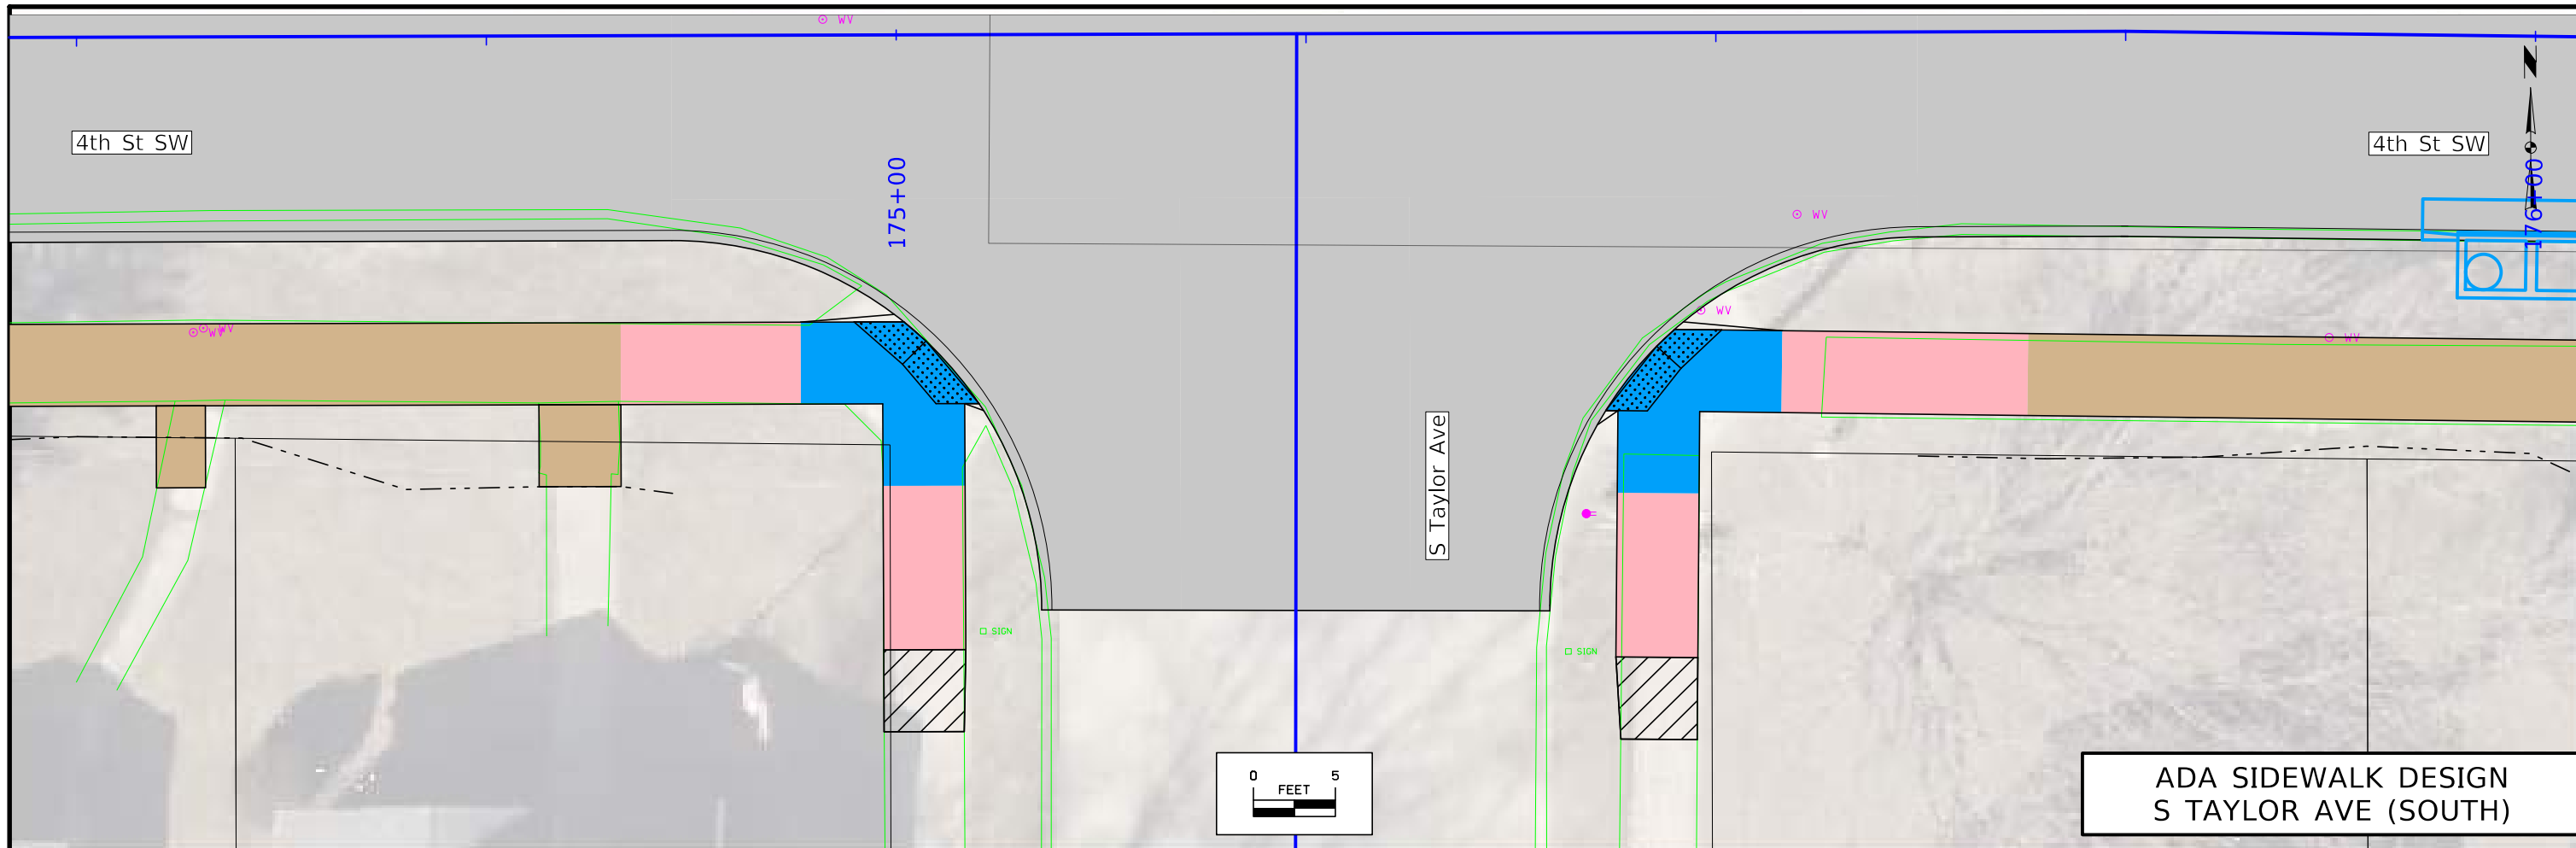 WV
N
4th St SW
4th St SW
175+00
176+00
WV
WV
WV
WV
WV
S Taylor Ave
SIGN
SIGN
0 5
FEET
ADA SIDEWALK DESIGN
S TAYLOR AVE (SOUTH)